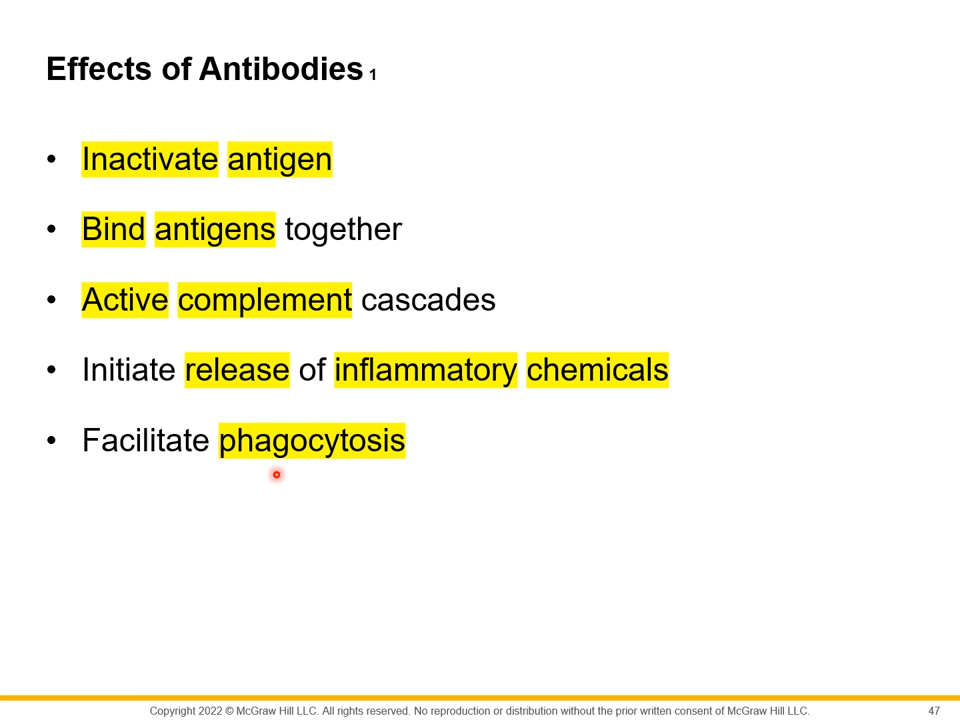 Effects of Antibodies 1
• Inactivate antigen
• Bind antigens together
• Active complement cascades
• Initiate release of inflammatory chemicals
• Facilitate phagocytosis
Copyright 2022 © McGraw Hill LLC. All rights reserved. No reproduction or distribution without the prior written consent of McGraw Hill LLC.
47